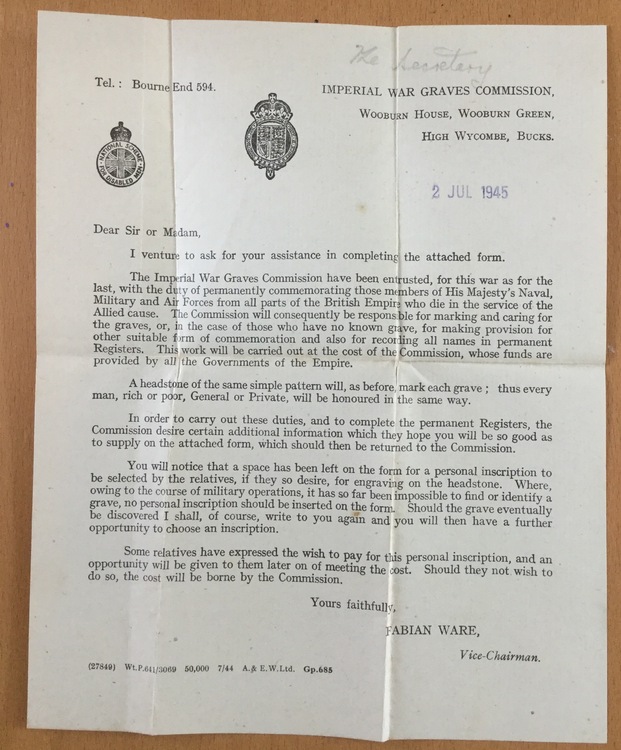 The Secretary
Tel.: Bourne End 594.
IMPERIAL WAR GRAVES COMMISSION,
WOOBURN HOUSE, WOOBURN GREEN,
HIGH WYCOMBE, BUCKS.
NATIONAL SCHEME
FOR DISABLED MEN
2 JUL 1945
Dear Sir or Madam,
I venture to ask for your assistance in completing the attached form.
The Imperial War Graves Commission have been entrusted, for this war as for the
last, with the duty of permanently commemorating those members of His Majesty's Naval,
Military and Air Forces from all parts of the British Empire who die in the service of the
Allied cause. The Commission will consequently be responsible for marking and caring for
the graves, or, in the case of those who have no known grave, for making provision for
other suitable form of commemoration and also for recording all names in permanent
Registers. This work will be carried out at the cost of the Commission, whose funds are
provided by all the Governments of the Empire.
A headstone of the same simple pattern will, as before, mark each grave; thus every
man, rich or poor, General or Private, will be honoured in the same way.
In order to carry out these duties, and to complete the permanent Registers, the
Commission desire certain additional information which they hope you will be so good as
to supply on the attached form, which should then be returned to the Commission.
You will notice that a space has been left on the form for a personal inscription to
be selected by the relatives, if they so desire, for engraving on the headstone. Where,
owing to the course of military operations, it has so far been impossible to find or identify a
grave, no personal inscription should be inserted on the form. Should the grave eventually
be discovered I shall, of course, write to you again and you will then have a further
opportunity to choose an inscription.
Some relatives have expressed the wish to pay for this personal inscription, and an
opportunity will be given to them later on of meeting the cost. Should they not wish to
do so, the cost will be borne by the Commission.
Yours faithfully,
FABIAN WARE,
Vice-Chairman.
(27849) Wt.P.641/3069 50,000 7/44 A.& E.W.Ltd. Gp.685